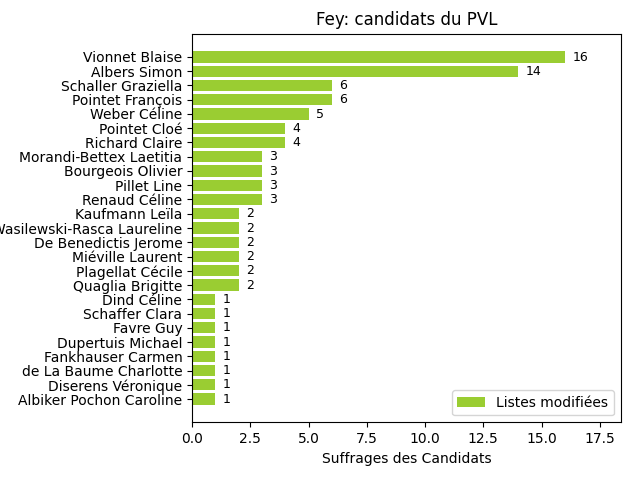 Fey: candidats du PVL
Vionnet Blaise 16
Albers Simon 14
Schaller Graziella 6
Pointet François 6
Weber Céline 5
Pointet Cloé 4
Richard Claire 4
Morandi-Bettex Laetitia 3
Bourgeois Olivier 3
Pillet Line 3
Renaud Céline 3
Kaufmann Leïla 2
Laureline 2
De Benedictis Jerome 2
Miéville Laurent 2
Plagellat Cécile 2
Quaglia Brigitte 2
Dind Céline 1
Schaffer Clara 1
Favre Guy 1
Dupertuis Michael 1
Fankhauser Carmen 1
de La Baume Charlotte 1
Diserens Véronique 1
Albiker Pochon Caroline 1
Listes modifiées
0.0 2.5 5.0 7.5 10.0 12.5 15.0 17.5
Suffrages des Candidats